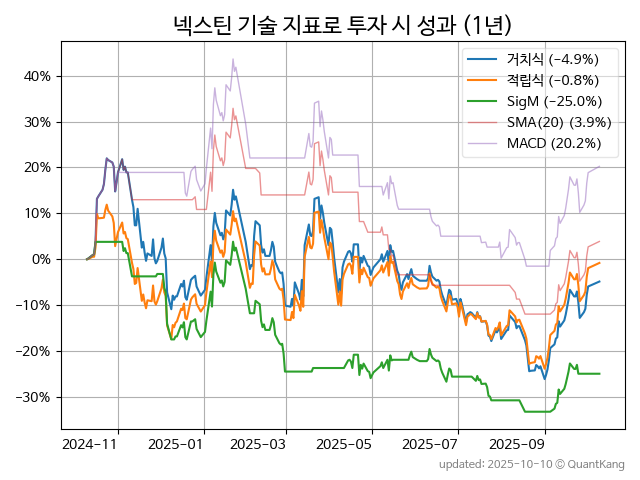 넥스틴 기술 지표로 투자 시 성과 (1년)
거치식 (−4.9%)
적립식 (−0.8%)
SigM (−25.0%)
SMA(20) (3.9%)
MACD (20.2%)
40%
30%
20%
10%
0%
−10%
−20%
−30%
2024−11 2025−01 2025−03 2025−05 2025−07 2025−09
updated: 2025−10−10 © QuantKang